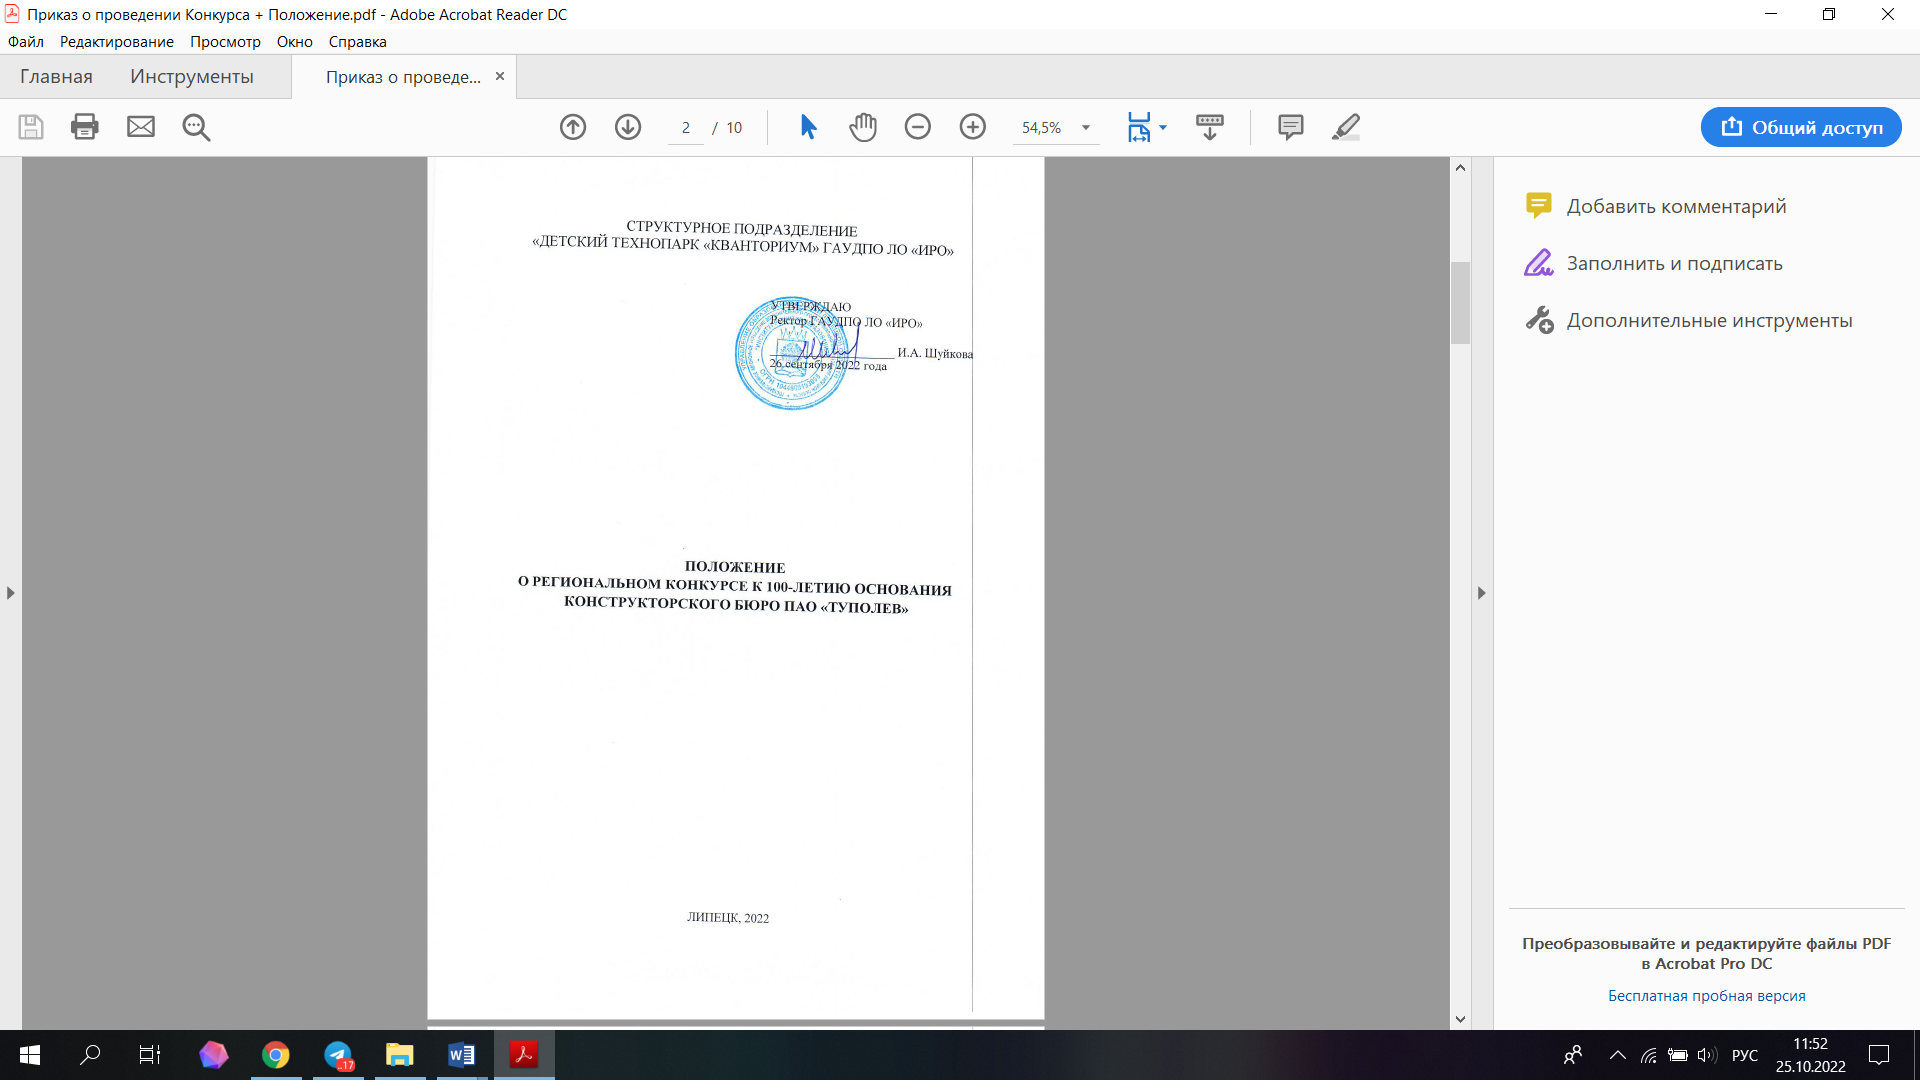 Приказ о проведении Конкурса + Положение.pdf - Adobe Acrobat Reader DC
Файл Редактирование Просмотр Окно Справка
Главная Инструменты Приказ о проведе... ×
2 / 10 54,5% Общий доступ
СТРУКТУРНОЕ ПОДРАЗДЕЛЕНИЕ
«ДЕТСКИЙ ТЕХНОПАРК «КВАНТОРИУМ» ГАУДПО ЛО «ИРО»
УТВЕРЖДАЮ
Ректор ГАУДПО ЛО «ИРО»
И.А. Шуйкова
26 сентября 2022 года
ПОЛОЖЕНИЕ
О РЕГИОНАЛЬНОМ КОНКУРСЕ К 100-ЛЕТИЮ ОСНОВАНИЯ
КОНСТРУКТОРСКОГО БЮРО ПАО «ТУПОЛЕВ»
ЛИПЕЦК, 2022
Добавить комментарий
Заполнить и подписать
Дополнительные инструменты
Преобразовывайте и редактируйте файлы PDF
в Acrobat Pro DC
Бесплатная пробная версия
..17
РУС
11:52
25.10.2022